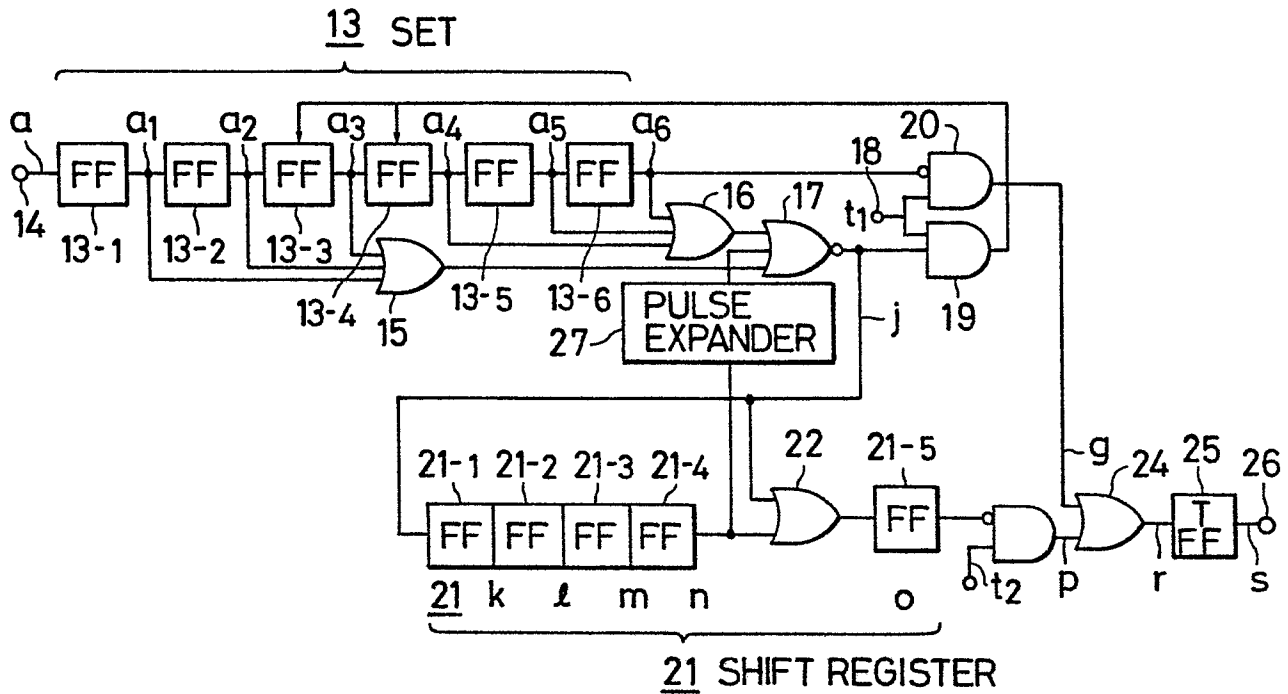 13 SET
a a1 a2 a3 a4 a5 a6 20
FF FF FF FF FF FF 18
14 16 17 t1
13-1 13-2 13-3
13-4 15 13-5 13-6 19
PULSE
EXPANDER
27 j
21-1 21-2 21-3 21-4 22 21-5 g 24 25 26
FF FF FF FF FF T
FF
21 k l m n o t2 p r s
21 SHIFT REGISTER